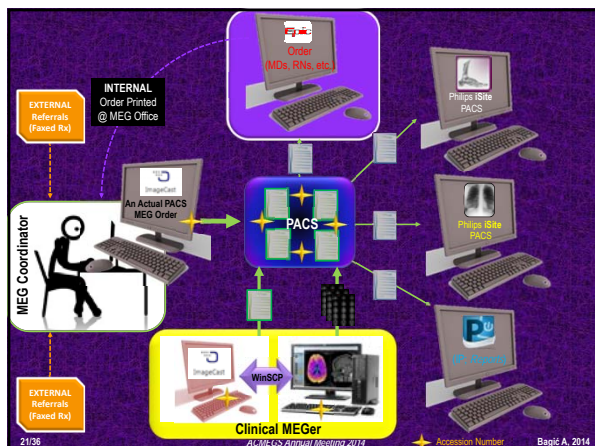 Epic
Order
(MDs, RNs, etc.)
INTERNAL
Order Printed
@ MEG Office
EXTERNAL
Referrals
(Faxed Rx)
Philips iSite
PACS
ImageCast
An Actual PACS
MEG Order
PACS
MEG Coordinator
Philips iSite
PACS
ImageCast
WinSCP
Clinical MEGer
EXTERNAL
Referrals
(Faxed Rx)
21/36
ACMEGS Annual Meeting 2014
Accession Number
Bagić A, 2014